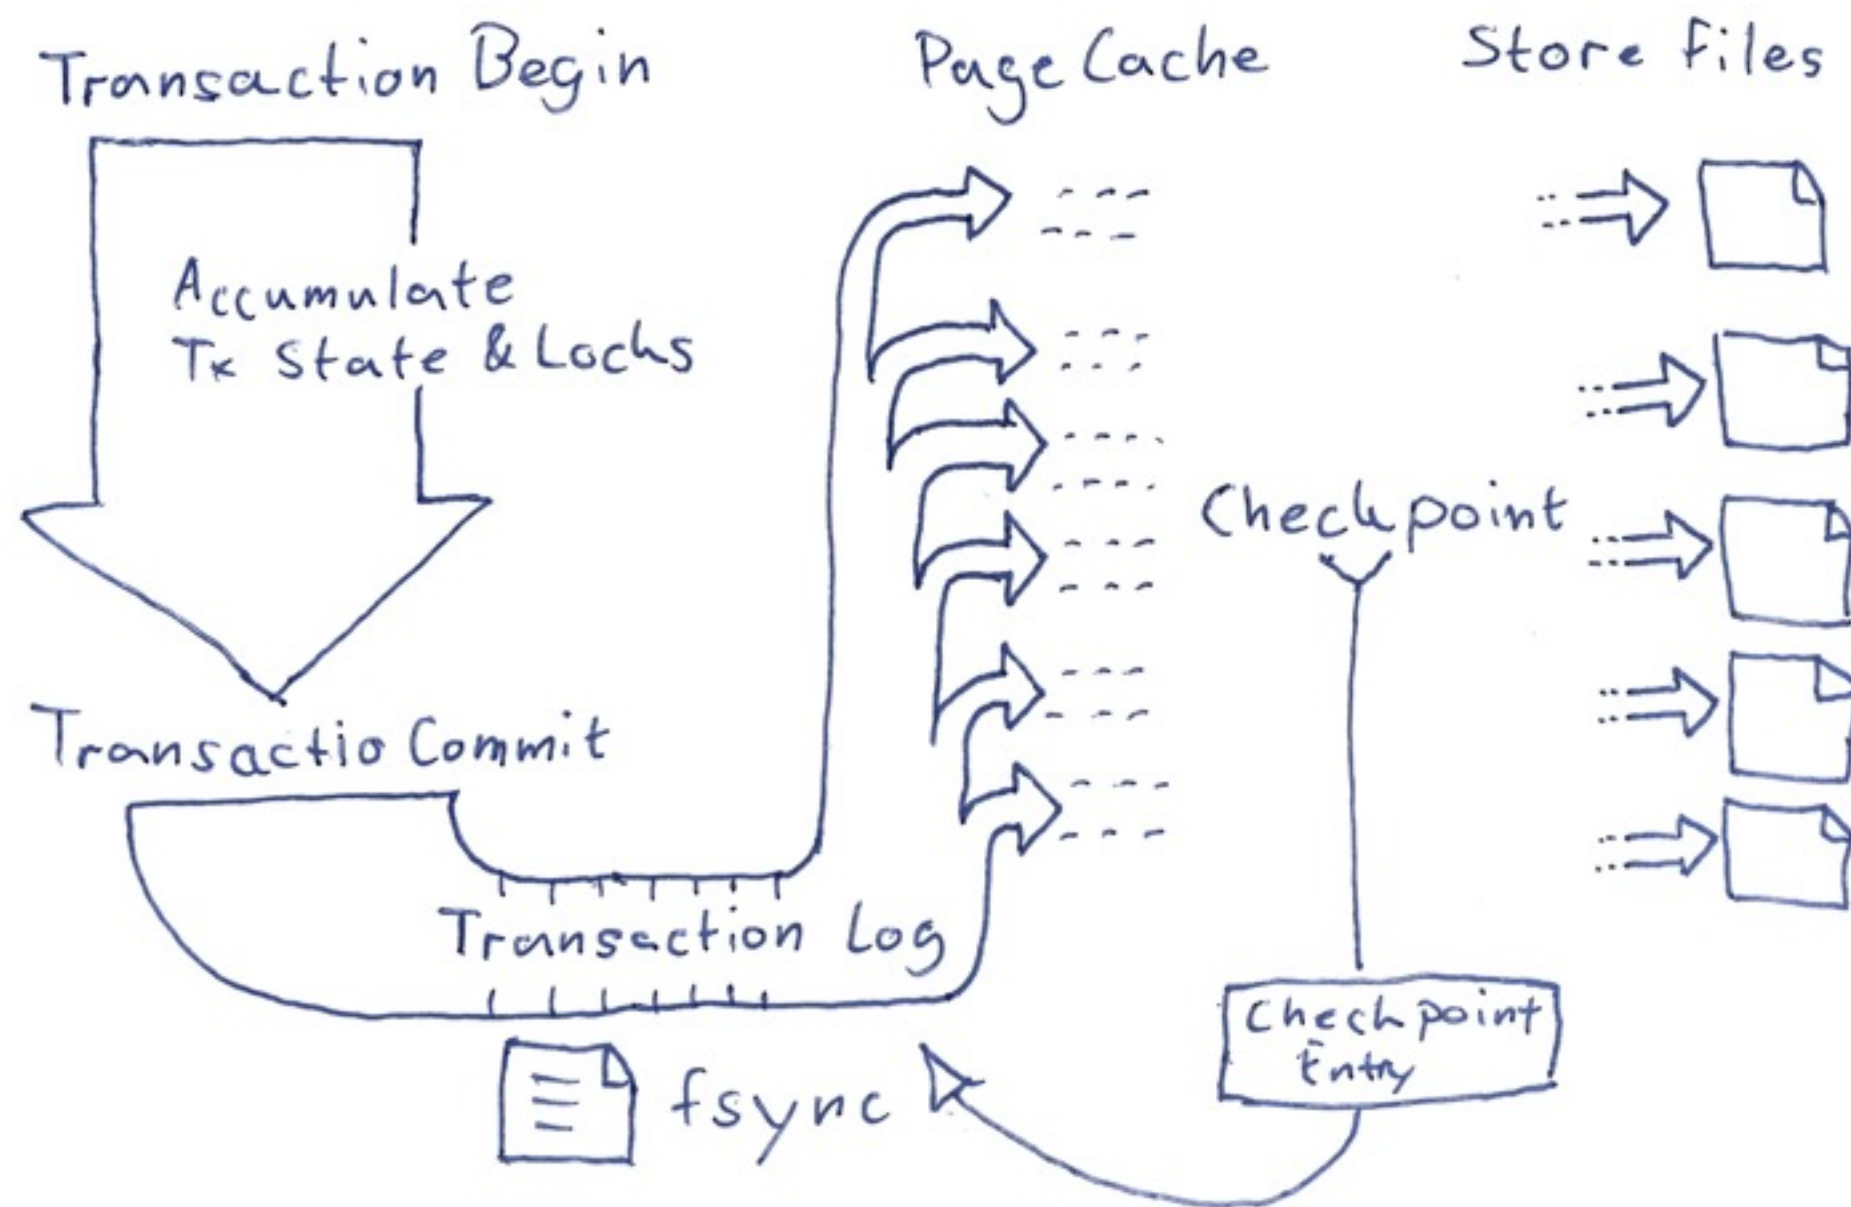 Transaction Begin
Page Cache
Store Files
Accumulate
Tx State & Locks
Checkpoint
Transactio Commit
Transaction Log
Checkpoint
Entry
fsync